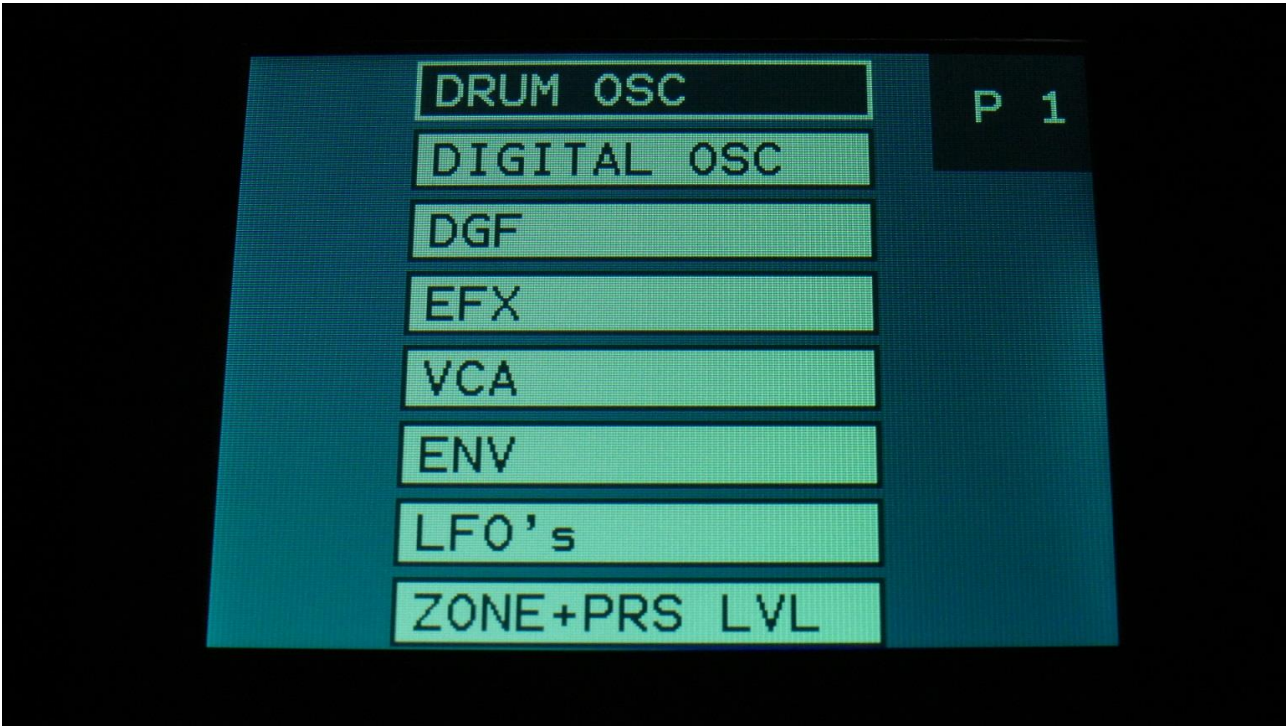 DRUM OSC
P 1
DIGITAL OSC
DGF
EFX
VCA
ENV
LFO's
ZONE+PRS LVL